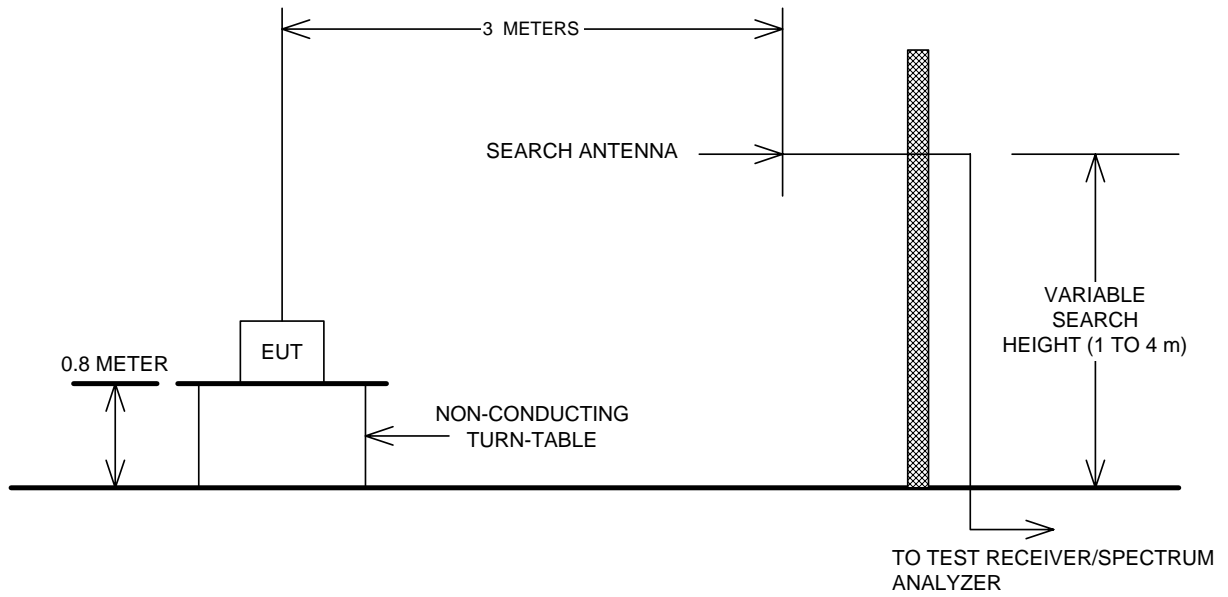 3 METERS
SEARCH ANTENNA
VARIABLE
SEARCH
HEIGHT (1 TO 4 m)
EUT
0.8 METER
NON-CONDUCTING
TURN-TABLE
TO TEST RECEIVER/SPECTRUM
ANALYZER